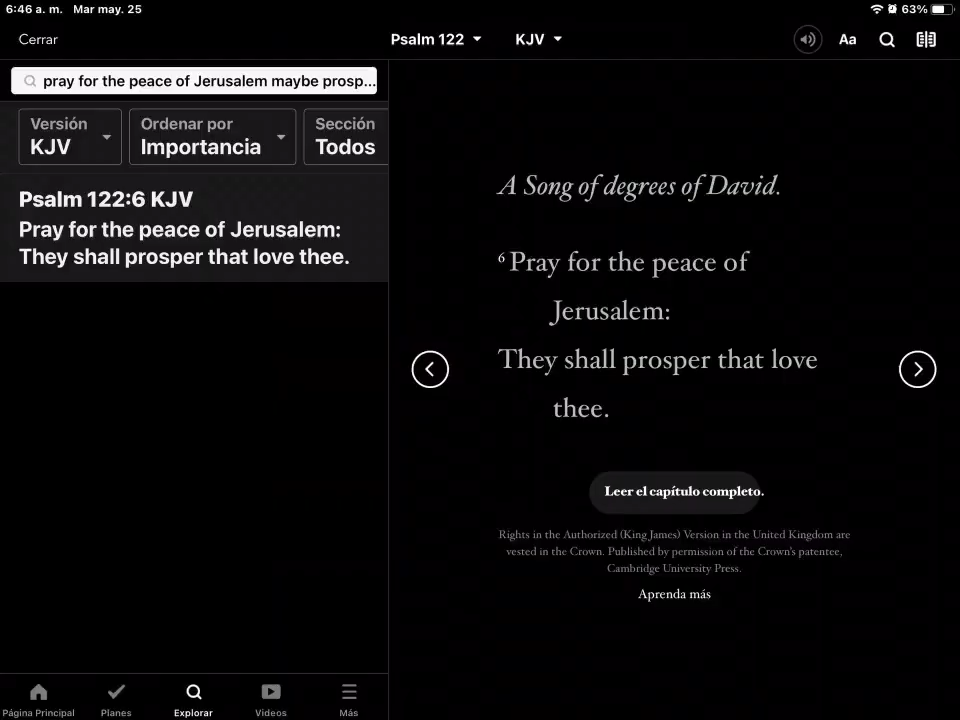 6:46 a. m. Mar may. 25
63%
Cerrar
Psalm 122
KJV
Aa
pray for the peace of Jerusalem maybe prosp...
Versión
KJV
Ordenar por
Importancia
Sección
Todos
Psalm 122:6 KJV
Pray for the peace of Jerusalem:
They shall prosper that love thee.
A Song of degrees of David.
6 Pray for the peace of
Jerusalem:
They shall prosper that love
thee.
Leer el capítulo completo.
Rights in the Authorized (King James) Version in the United Kingdom are
vested in the Crown. Published by permission of the Crown's patentee,
Cambridge University Press.
Aprenda más
Página Principal
Planes
Explorar
Videos
Más